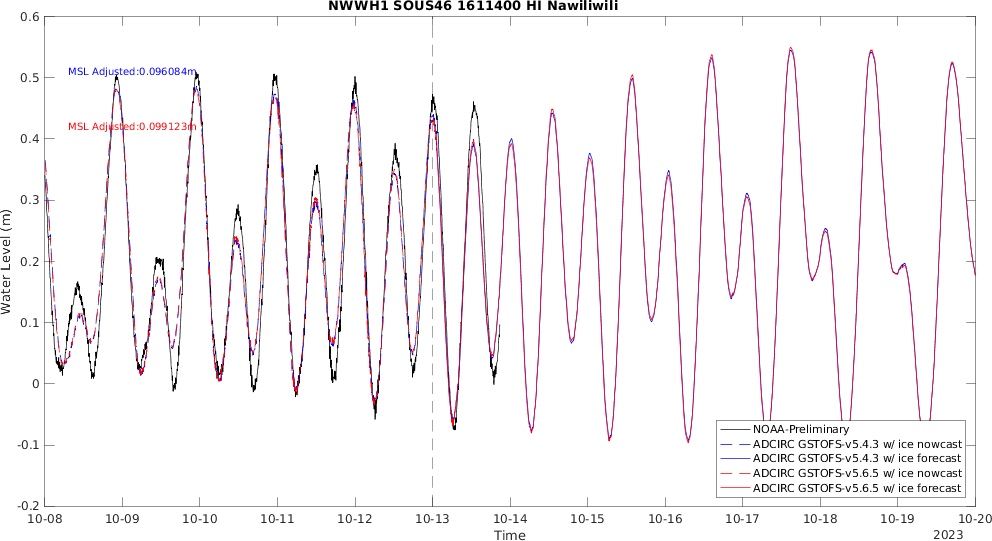 NWWH1 SOUS46 1611400 HI Nawiliwili
0.6
0.5
0.4
0.3
0.2
0.1
0
-0.1
-0.2
Water Level (m)
MSL Adjusted:0.096084m
MSL Adjusted:0.099123m
NOAA-Preliminary
ADCIRC GSTOFS-v5.4.3 w/ ice nowcast
ADCIRC GSTOFS-v5.4.3 w/ ice forecast
ADCIRC GSTOFS-v5.6.5 w/ ice nowcast
ADCIRC GSTOFS-v5.6.5 w/ ice forecast
10-08 10-09 10-10 10-11 10-12 10-13 10-14 10-15 10-16 10-17 10-18 10-19 10-20
Time
2023